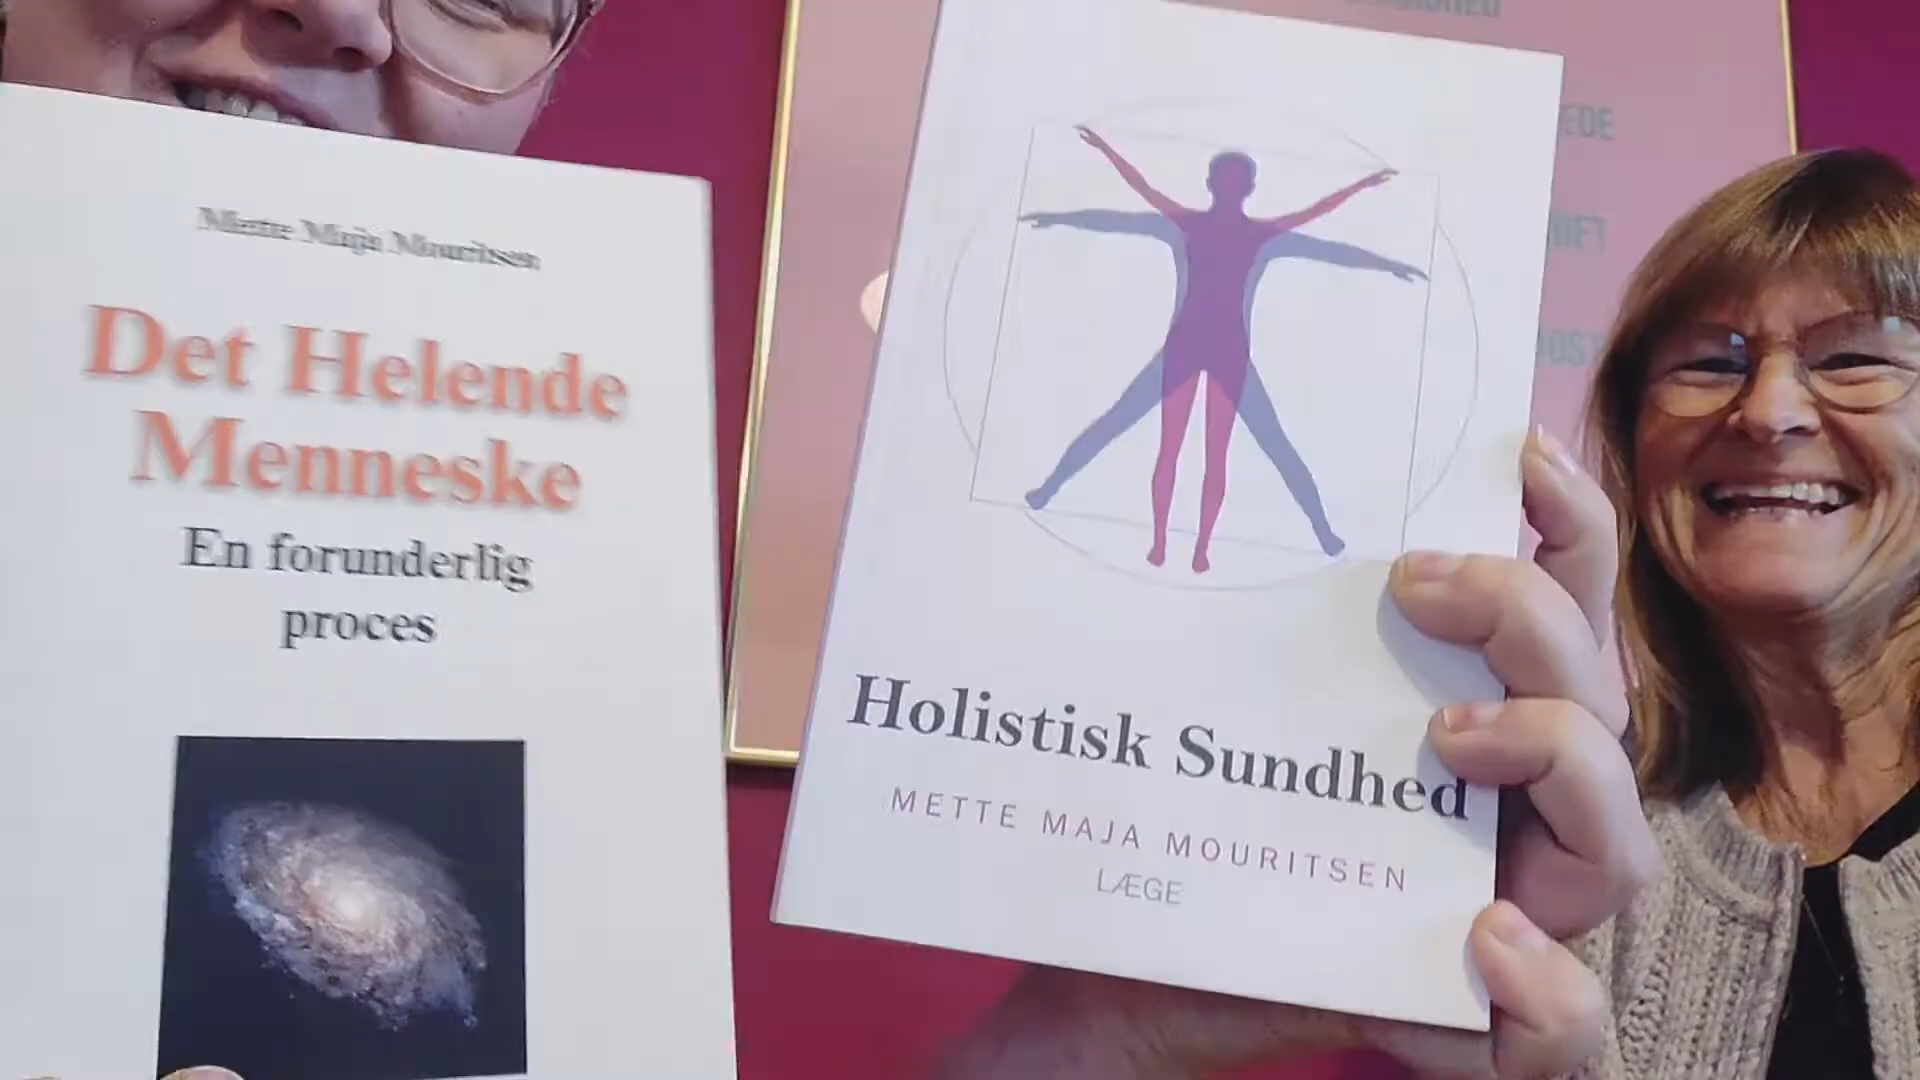 Mette Maja Mouritsen
Det Helende
Menneske
En forunderlig
proces
Holistisk Sundhed
METTE MAJA MOURITSEN
LÆGE